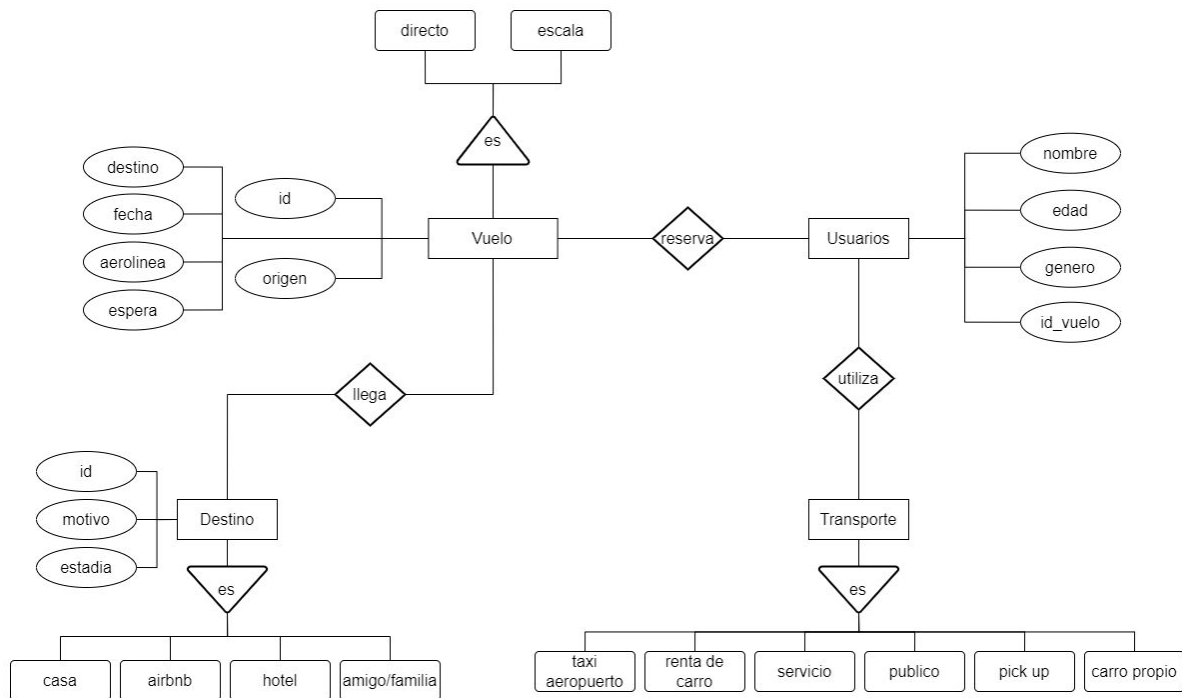 directo
escala
es
destino
fecha
aerolinea
espera
id
origen
Vuelo
reserva
Usuarios
nombre
edad
genero
id_vuelo
llega
utiliza
id
motivo
estadia
Destino
Transporte
es
es
casa
airbnb
hotel
amigo/familia
taxi
aeropuerto
renta de
carro
servicio
publico
pick up
carro propio